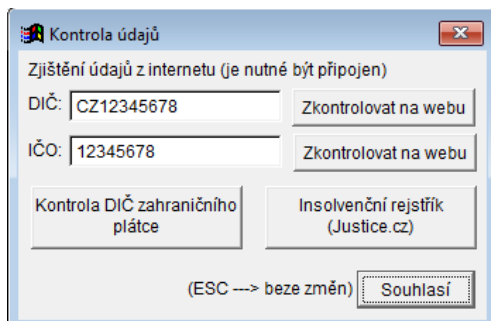 Kontrola údajů
Zjištění údajů z internetu (je nutné být připojen)
DIČ: CZ12345678 Zkontrolovat na webu
IČO: 12345678 Zkontrolovat na webu
Kontrola DIČ zahraničního
plátce
Insolvenční rejstřík
(Justice.cz)
(ESC ---> beze změn) Souhlasí